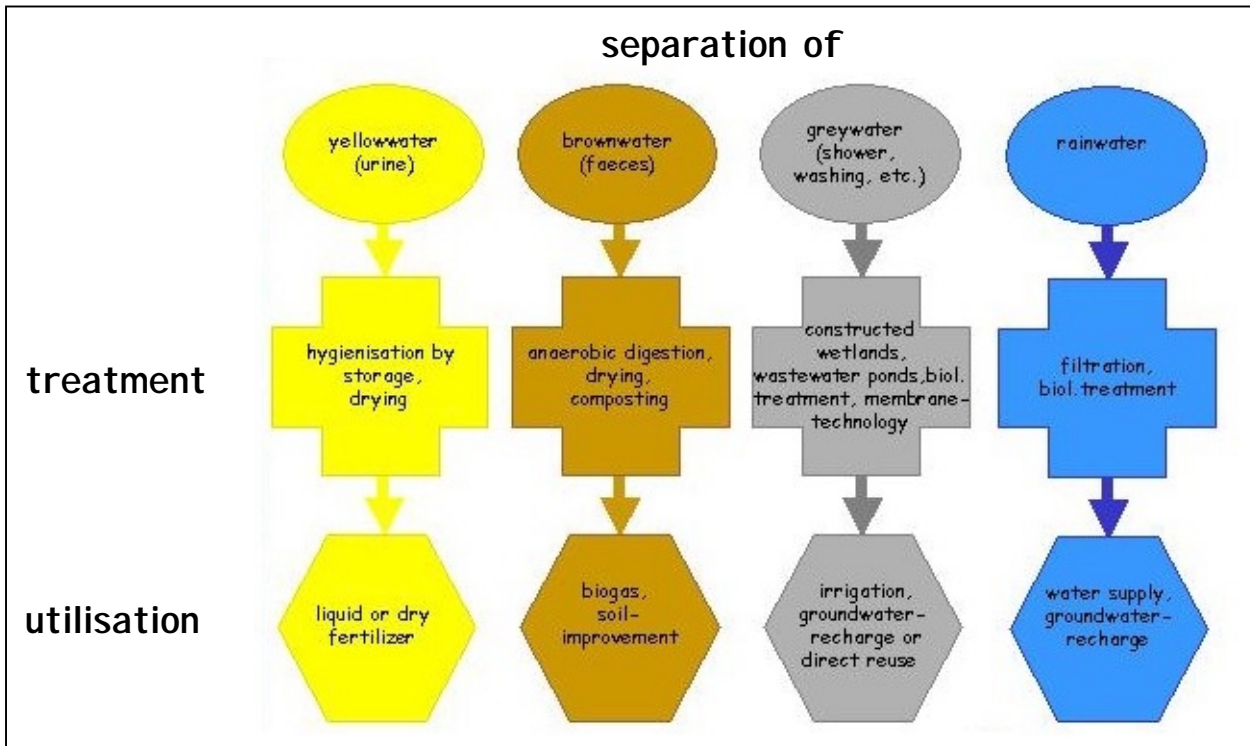 separation of
yellowwater
(urine)
brownwater
(faeces)
greywater
(shower,
washing, etc.)
rainwater
treatment
hygienisation by
storage,
drying
anaerobic digestion,
drying,
composting
constructed
wetlands,
wastewater ponds,biol.
treatment, membrane-
technology
filtration,
biol.treatment
utilisation
liquid or dry
fertilizer
biogas,
soil-
improvement
irrigation,
groundwater-
recharge or
direct reuse
water supply,
groundwater-
recharge